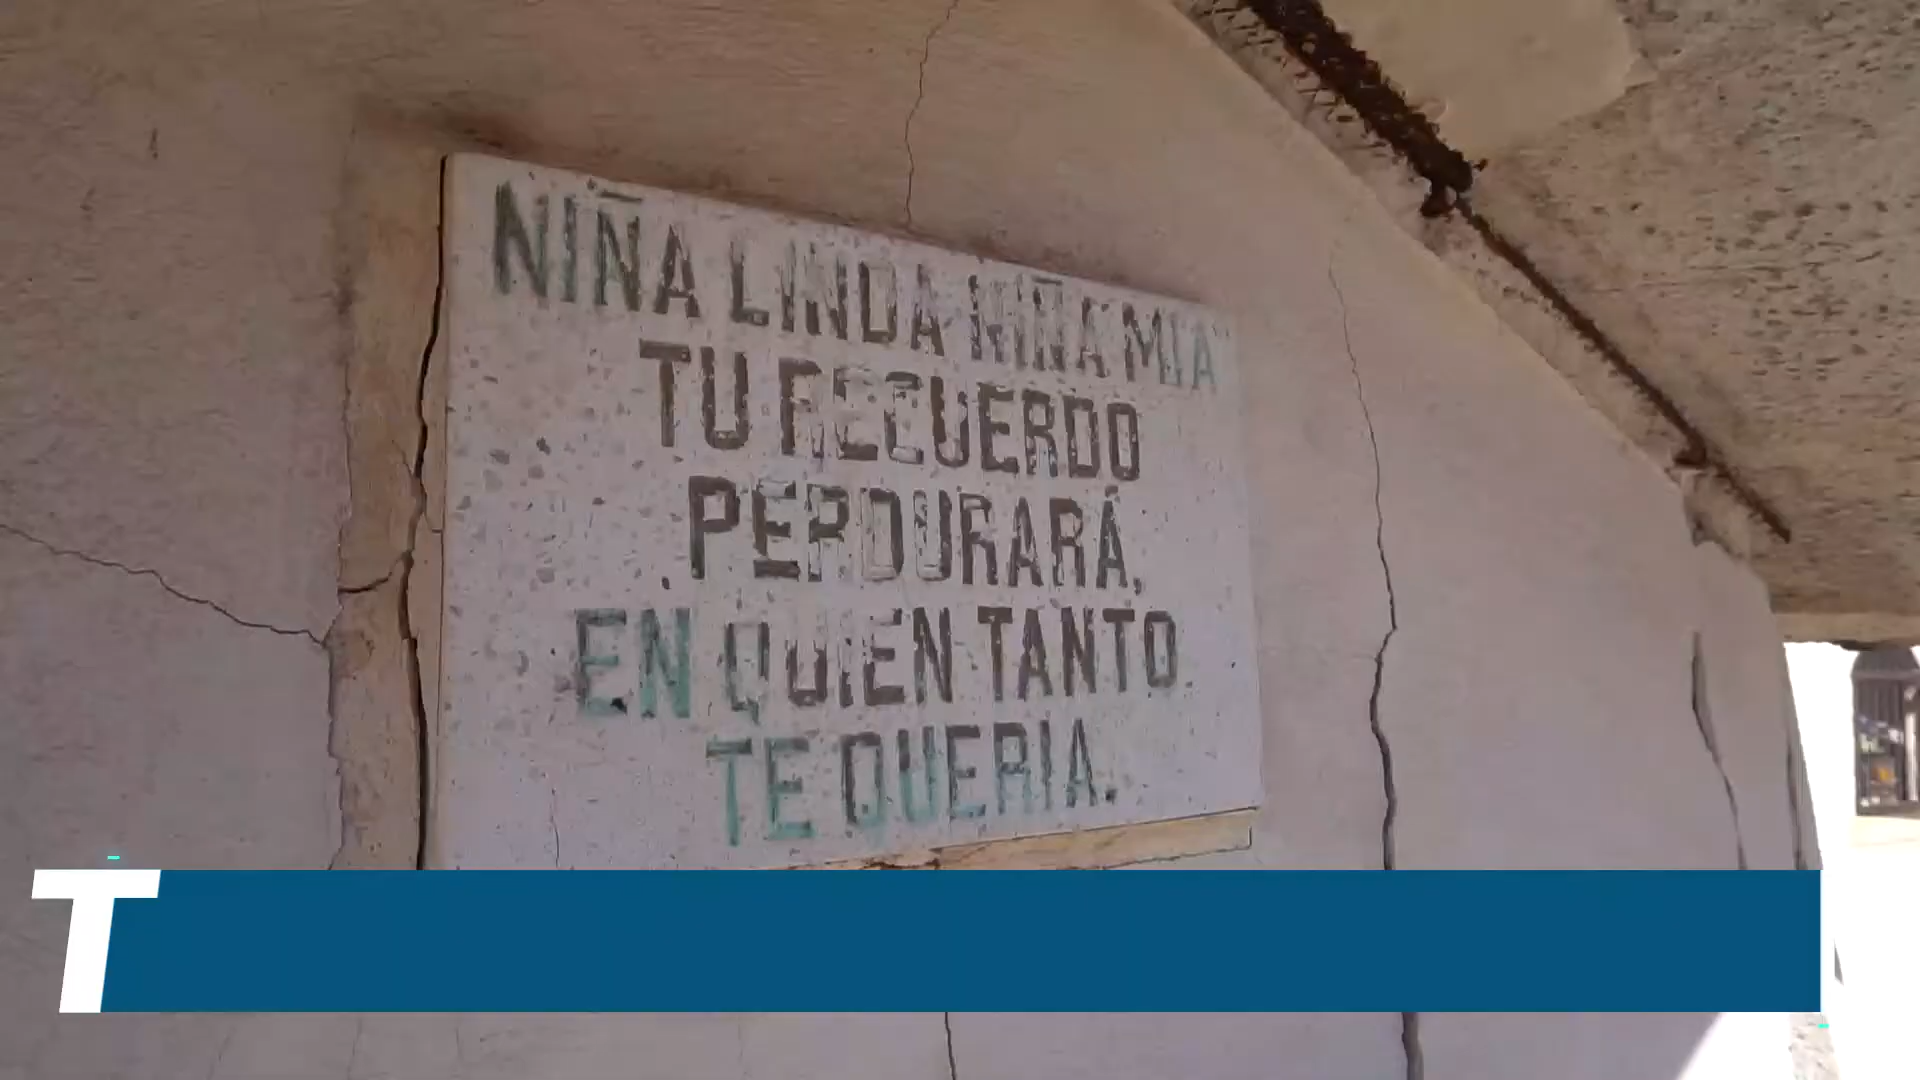 NIÑA LINDA NIÑA MIA
TU RECUERDO
PERDURARÁ,
EN QUIEN TANTO
TE QUERIA.
T